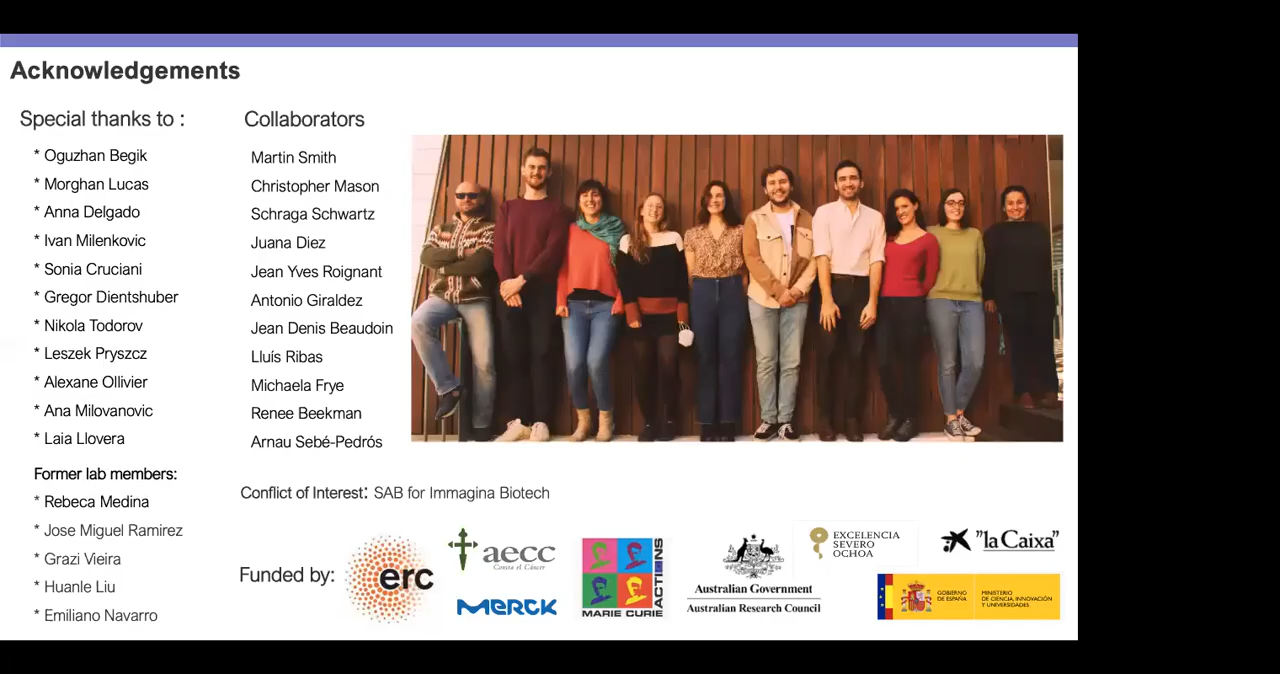 Acknowledgements
Special thanks to :
* Oguzhan Begik
* Morghan Lucas
* Anna Delgado
* Ivan Milenkovic
* Sonia Cruciani
* Gregor Dientshuber
* Nikola Todorov
* Leszek Pryszcz
* Alexane Ollivier
* Ana Milovanovic
* Laia Llovera
Former lab members:
* Rebeca Medina
* Jose Miguel Ramirez
* Grazi Vieira
* Huanle Liu
* Emiliano Navarro
Collaborators
Martin Smith
Christopher Mason
Schraga Schwartz
Juana Diez
Jean Yves Roignant
Antonio Giraldez
Jean Denis Beaudoin
Lluís Ribas
Michaela Frye
Renee Beekman
Arnau Sebé-Pedrós
Conflict of Interest: SAB for Immagina Biotech
Funded by:
erc
aecc
Contra el Cáncer
MERCK
MARIE CURIE
ACTIONS
Australian Government
Australian Research Council
EXCELENCIA
SEVERO
OCHOA
"la Caixa"
GOBIERNO
DE ESPAÑA
MINISTERIO
DE CIENCIA, INNOVACIÓN
Y UNIVERSIDADES